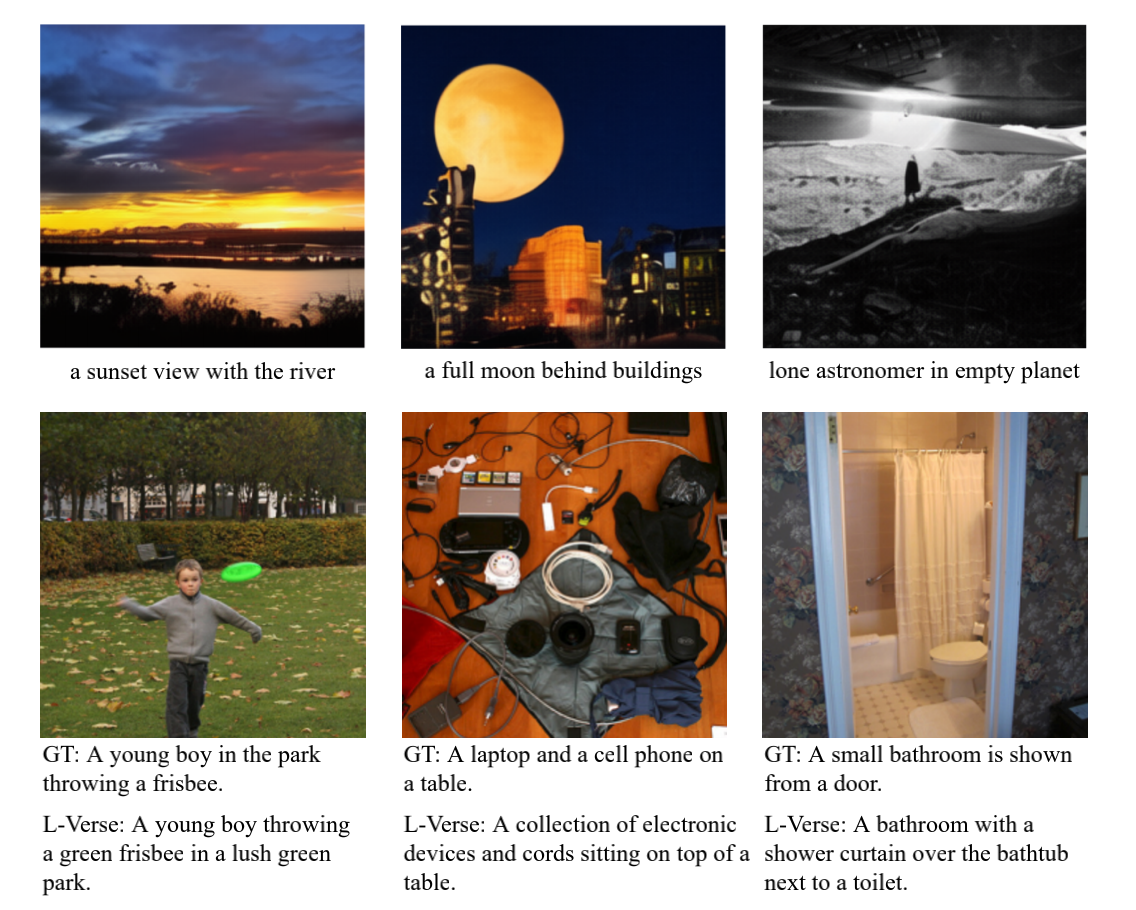 a sunset view with the river
a full moon behind buildings
lone astronomer in empty planet
GT: A young boy in the park
throwing a frisbee.
L-Verse: A young boy throwing
a green frisbee in a lush green
park.
GT: A laptop and a cell phone on
a table.
L-Verse: A collection of electronic
devices and cords sitting on top of a
table.
GT: A small bathroom is shown
from a door.
L-Verse: A bathroom with a
shower curtain over the bathtub
next to a toilet.